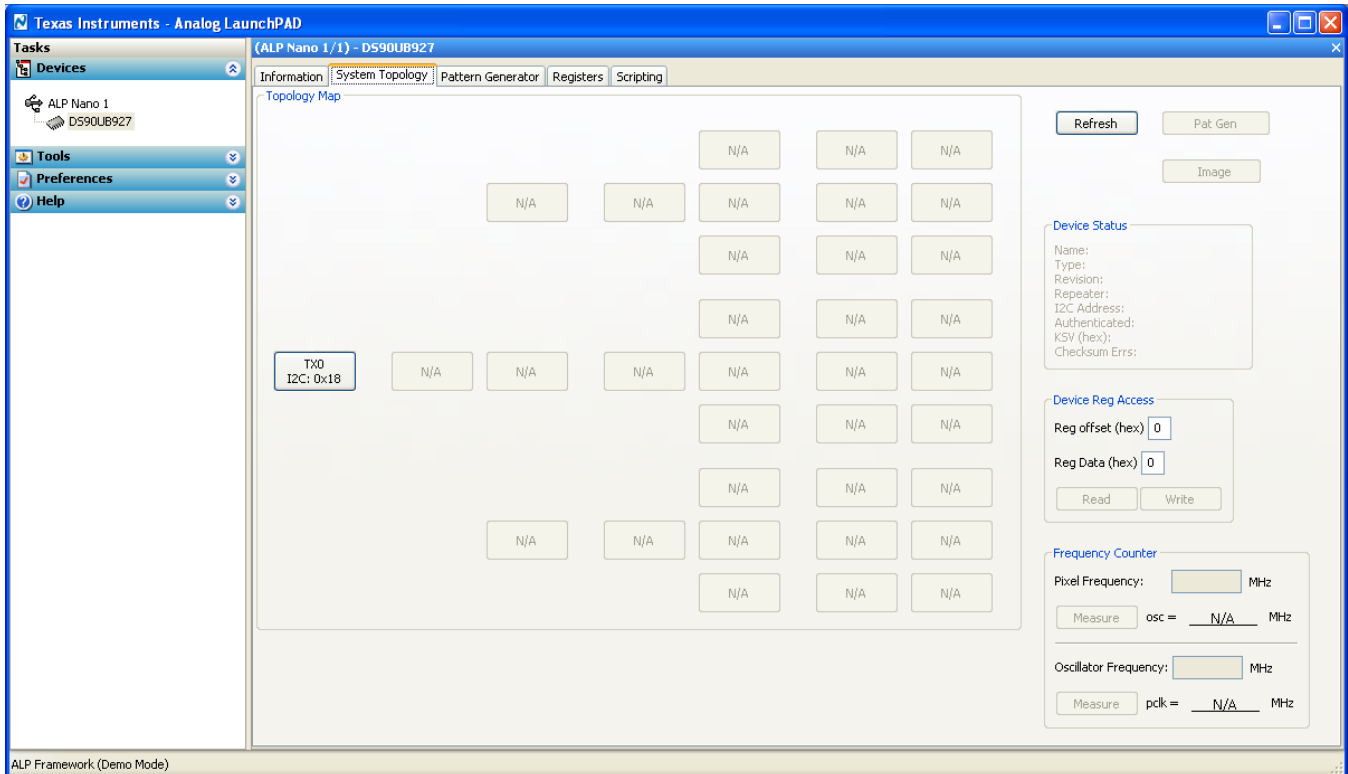 Texas Instruments - Analog LaunchPAD
Tasks
(ALP Nano 1/1) - DS90UB927
Devices
ALP Nano 1
DS90UB927
Tools
Preferences
Help
Information System Topology Pattern Generator Registers Scripting
Topology Map
N/A N/A N/A
N/A N/A N/A N/A N/A
N/A N/A N/A
N/A N/A N/A
TX0
I2C: 0x18
N/A N/A N/A N/A N/A N/A
N/A N/A N/A
N/A N/A N/A
N/A N/A N/A N/A N/A
N/A N/A N/A
Refresh Pat Gen
Image
Device Status
Name:
Type:
Revision:
Repeater:
I2C Address:
Authenticated:
KSV (hex):
Checksum Errs:
Device Reg Access
Reg offset (hex) 0
Reg Data (hex) 0
Read Write
Frequency Counter
Pixel Frequency: MHz
Measure osc = N/A MHz
Oscillator Frequency: MHz
Measure pclk = N/A MHz
ALP Framework (Demo Mode)